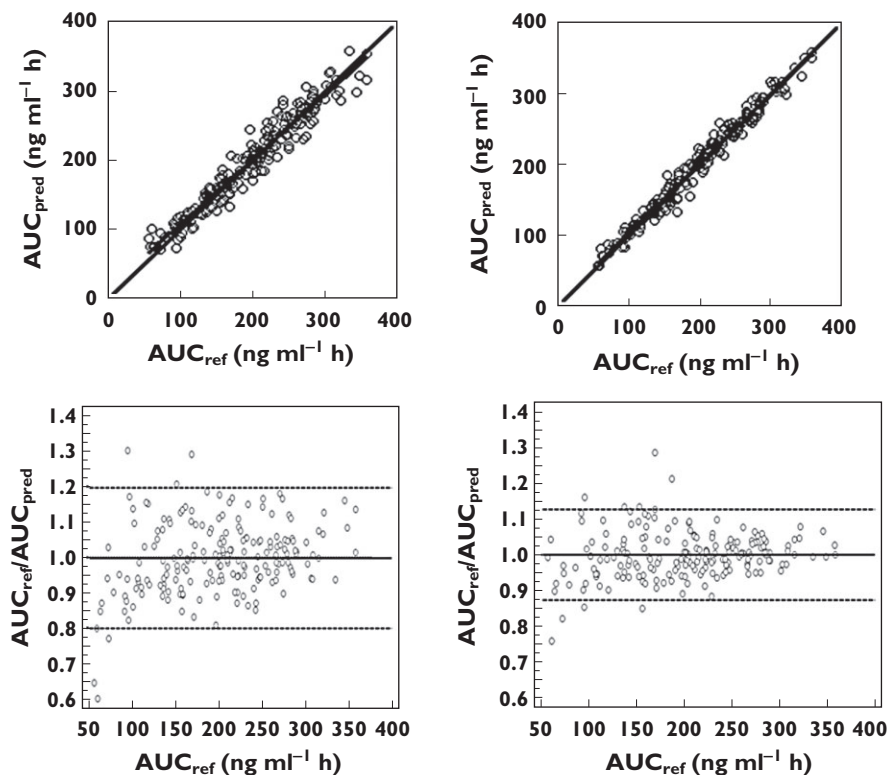 400
300
200
100
0
AUCpred (ng ml⁻¹ h)
0 100 200 300 400
AUCref (ng ml⁻¹ h)
400
300
200
100
0
AUCpred (ng ml⁻¹ h)
0 100 200 300 400
AUCref (ng ml⁻¹ h)
1.4
1.3
1.2
1.1
1.0
0.9
0.8
0.7
0.6
AUCref/AUCpred
50 100 150 200 250 300 350 400
AUCref (ng ml⁻¹ h)
1.4
1.3
1.2
1.1
1.0
0.9
0.8
0.7
0.6
AUCref/AUCpred
50 100 150 200 250 300 350 400
AUCref (ng ml⁻¹ h)